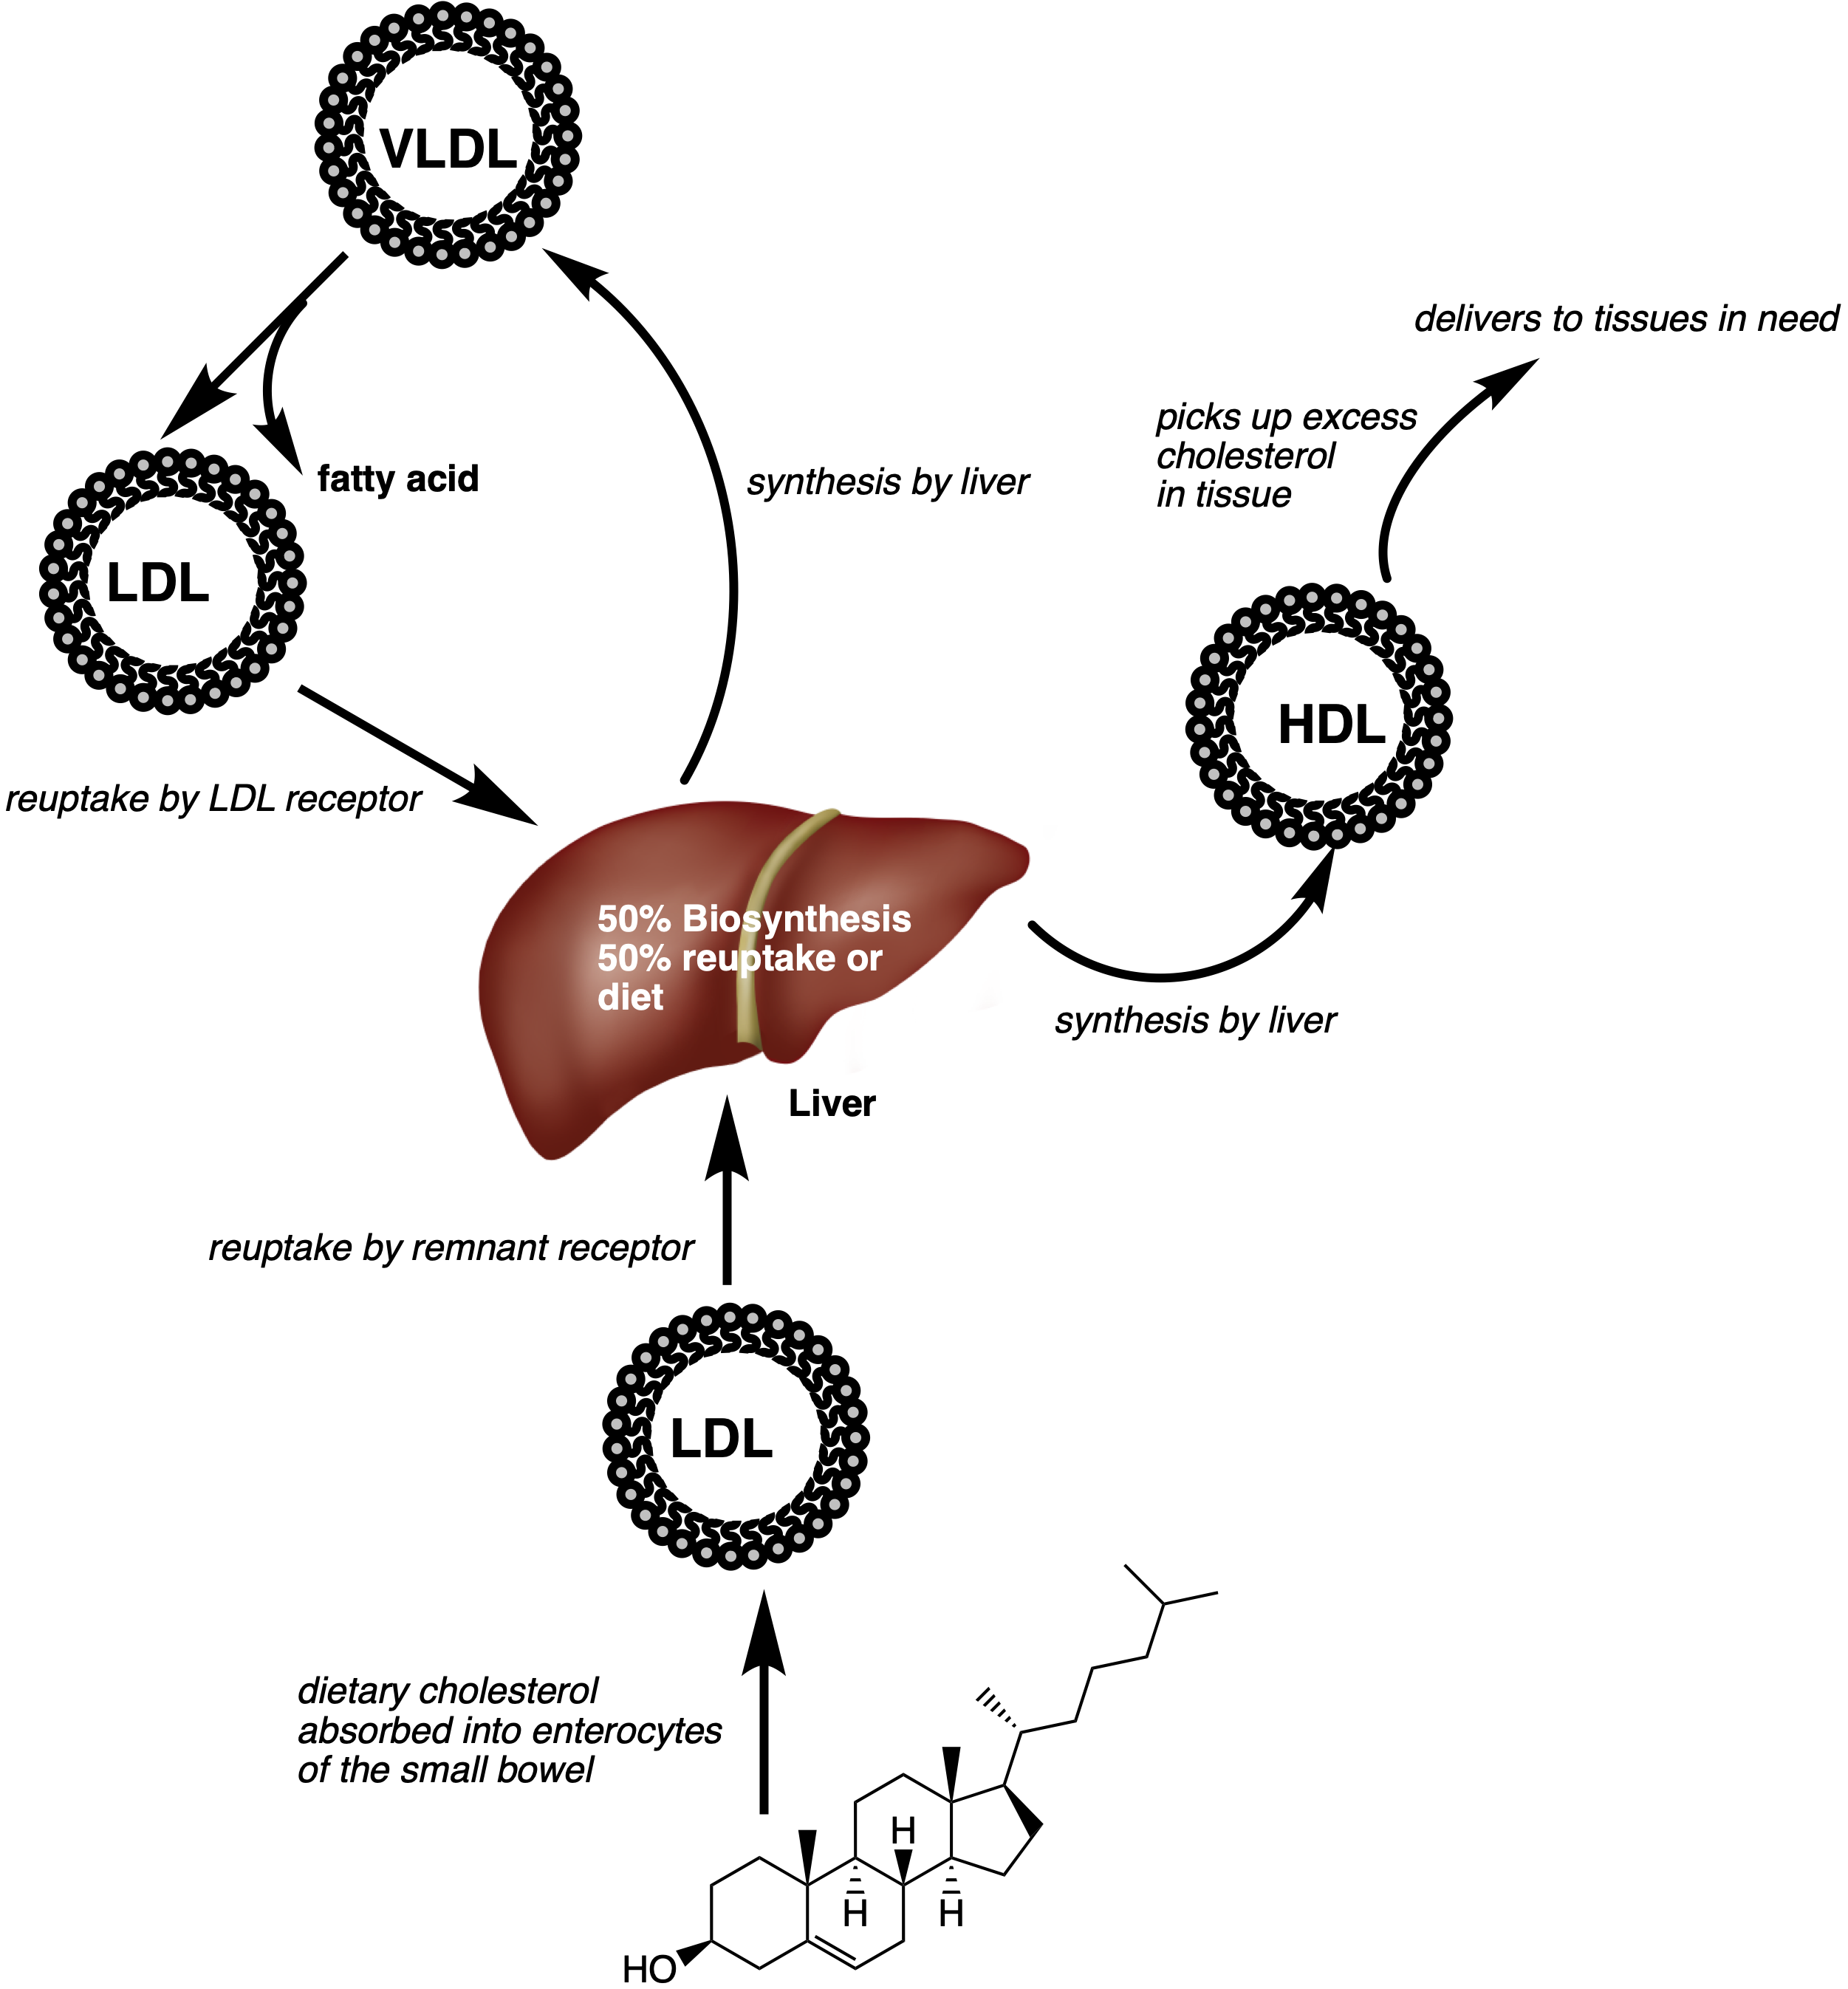 VLDL
delivers to tissues in need
picks up excess
cholesterol
in tissue
fatty acid
synthesis by liver
LDL
HDL
reuptake by LDL receptor
50% Biosynthesis
50% reuptake or
diet
synthesis by liver
Liver
reuptake by remnant receptor
LDL
dietary cholesterol
absorbed into enterocytes
of the small bowel
H
H
H
HO